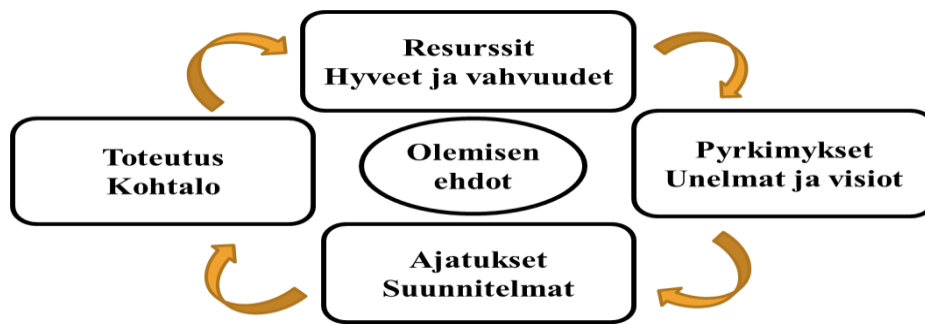 Resurssit
Hyveet ja vahvuudet
Toteutus
Kohtalo
Olemisen
ehdot
Pyrkimykset
Unelmat ja visiot
Ajatukset
Suunnitelmat